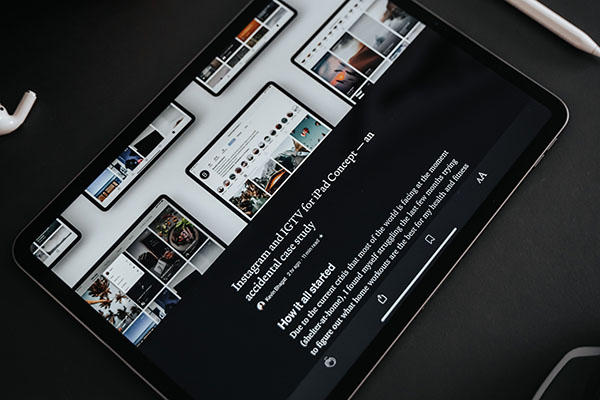 Instagram and IGTV for iPad Concept — an
accidental case study
Kevin Bhagat 2 hr ago · 11 min read
How it all started
Due to the current crisis that most of the world is facing at the moment
(shelter-at-home), I found myself struggling the last few months trying
to figure out what home workouts are the best for my health and fitness
AA